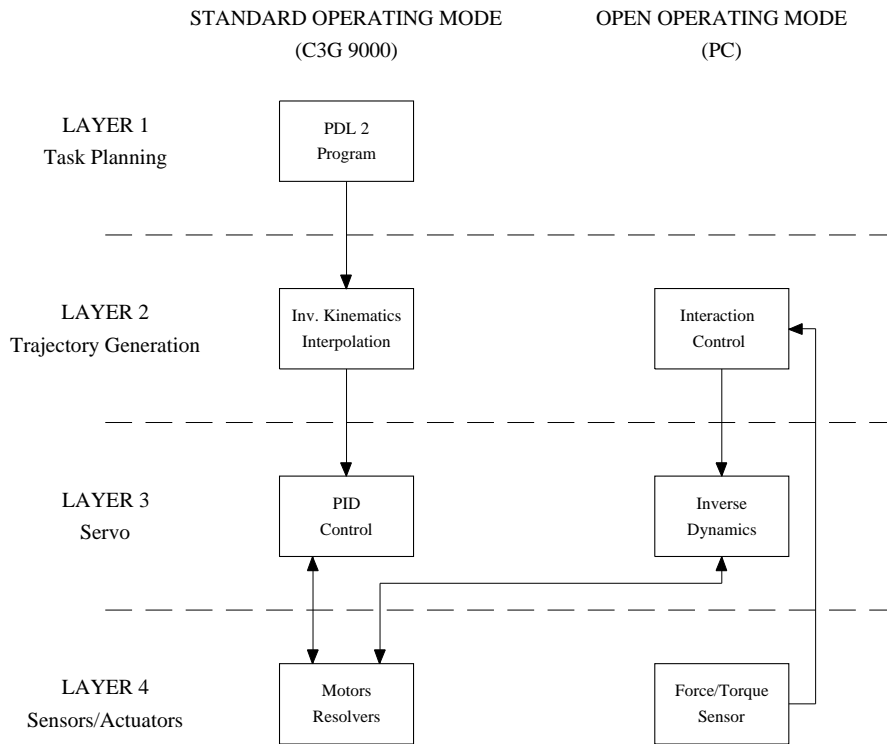 STANDARD OPERATING MODE
(C3G 9000)
OPEN OPERATING MODE
(PC)
LAYER 1
Task Planning
PDL 2
Program
LAYER 2
Trajectory Generation
Inv. Kinematics
Interpolation
Interaction
Control
LAYER 3
Servo
PID
Control
Inverse
Dynamics
LAYER 4
Sensors/Actuators
Motors
Resolvers
Force/Torque
Sensor